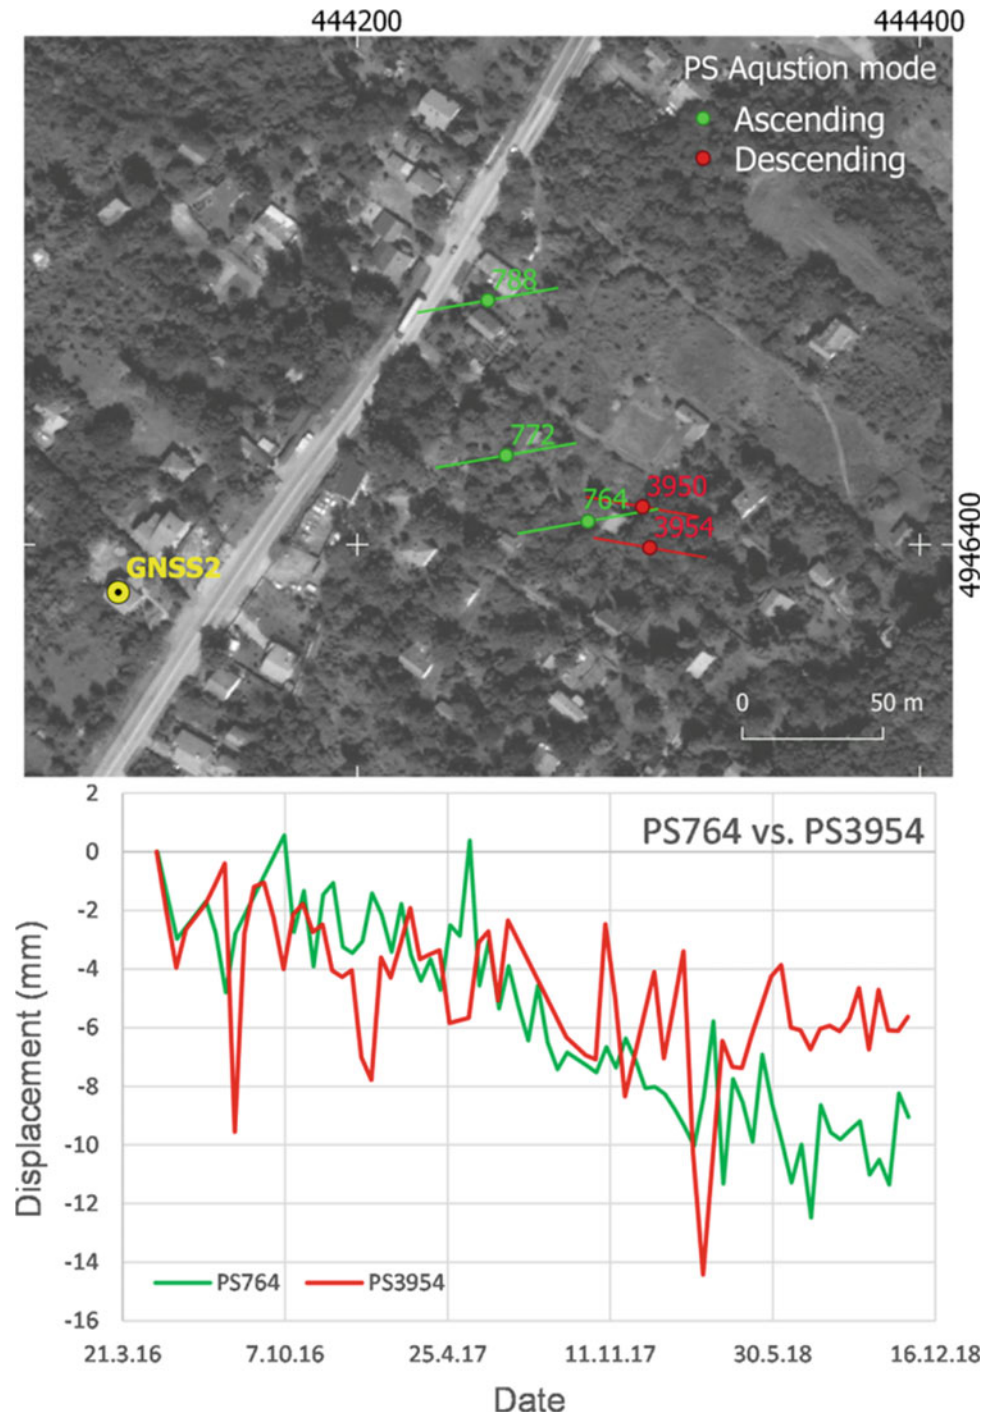 444200
444400
PS Aqustion mode
Ascending
Descending
788
772
764
3950
3954
4946400
GNSS2
0 50 m
PS764 vs. PS3954
2
0
-2
-4
-6
-8
-10
-12
-14
-16
Displacement (mm)
PS764 PS3954
21.3.16 7.10.16 25.4.17 11.11.17 30.5.18 16.12.18
Date